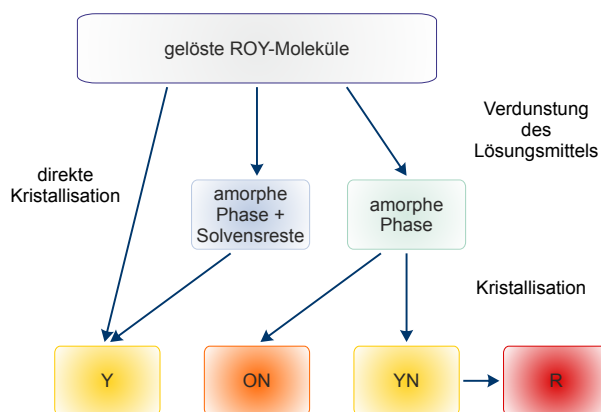 gelöste ROY-Moleküle
Verdunstung
des
Lösungsmittels
direkte
Kristallisation
amorphe
Phase +
Solvensreste
amorphe
Phase
Kristallisation
Y
ON
YN
R